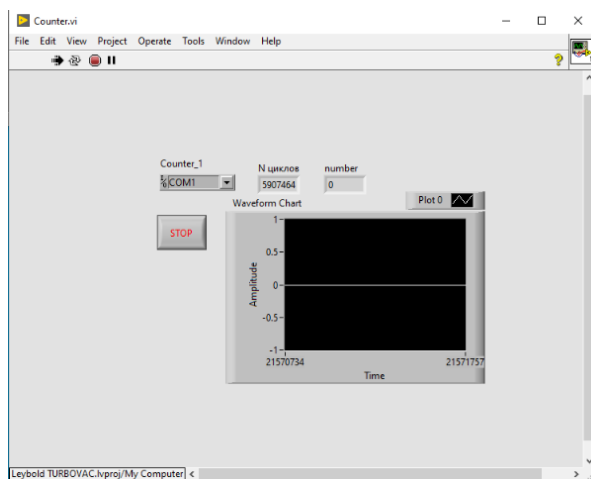 Counter.vi
File Edit View Project Operate Tools Window Help
Counter_1
COM1
N циклов
5907464
number
0
STOP
Waveform Chart
Plot 0
Amplitude
1
0.5
0
-0.5
-1
21570734
21571757
Time
Leybold TURBOVAC.lvproj/My Computer